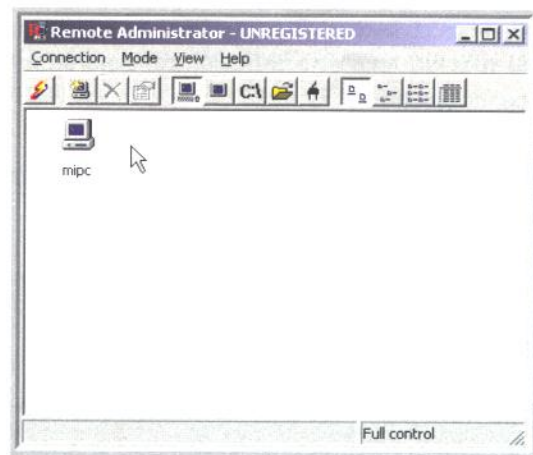 Remote Administrator - UNREGISTERED
Connection Mode View Help
C:\
mipc
Full control